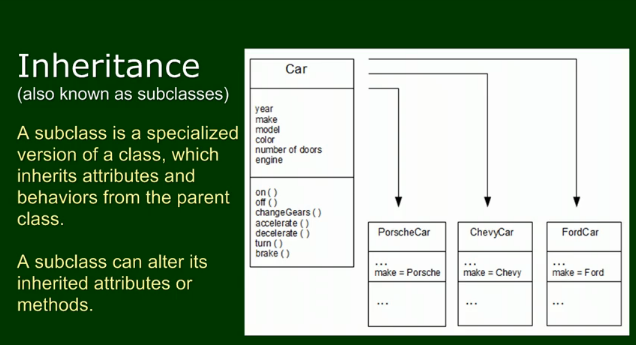 Inheritance
(also known as subclasses)
A subclass is a specialized
version of a class, which
inherits attributes and
behaviors from the parent
class.
A subclass can alter its
inherited attributes or
methods.
Car
year
make
model
color
number of doors
engine
on ( )
off ( )
changeGears ( )
accelerate ( )
decelerate ( )
turn ( )
brake ( )
PorscheCar
...
make = Porsche
...
ChevyCar
...
make = Chevy
...
FordCar
...
make = Ford
...